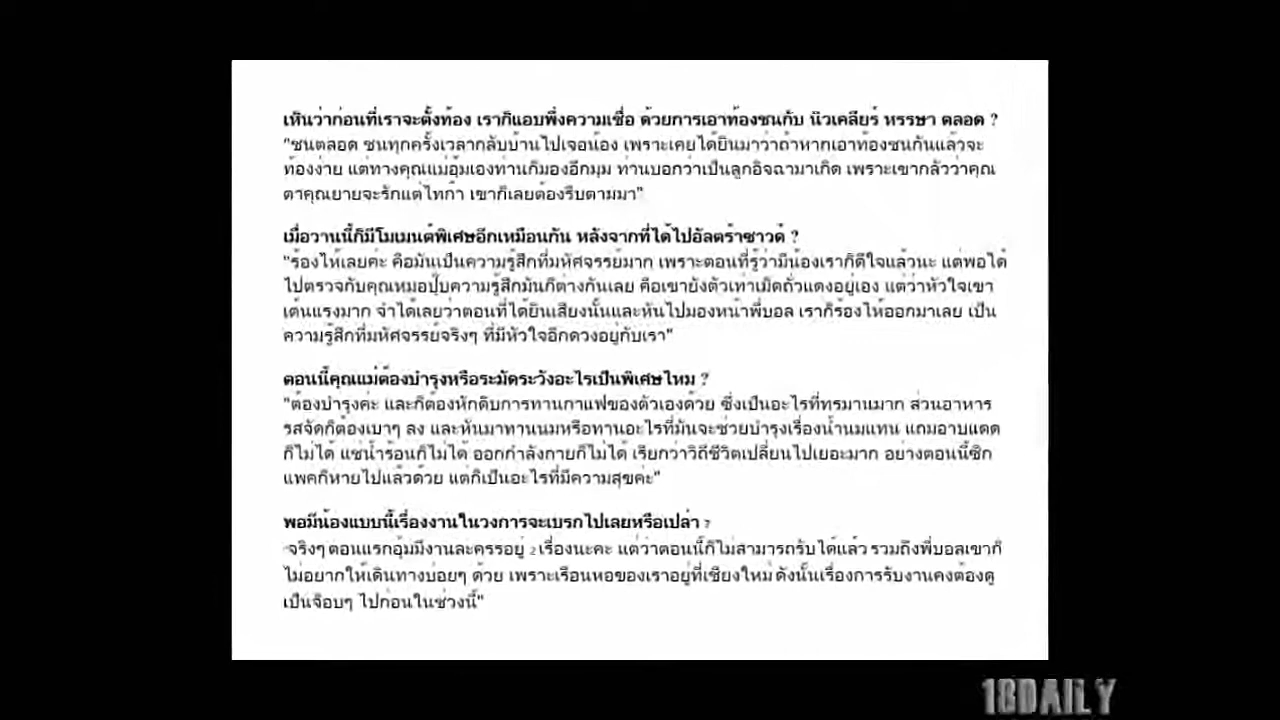 เห็นว่าก่อนที่เราจะตั้งท้อง เราก็แอบพึ่งความเชื่อ ด้วยการเอาท้องชนกับ นิวเคลียร์ หรรษา ตลอด ?
"ชนตลอด ชนทุกครั้งเวลากลับบ้านไปเจอน้อง เพราะเคยได้ยินมาว่าถ้าหากเอาท้องชนกันแล้วจะ
ท้องง่าย แต่ทางคุณแม่อุ้มเองท่านก็มองอีกมุม ท่านบอกว่าเป็นลูกอิจฉามาเกิด เพราะเขากลัวว่าคุณ
ตาคุณยายจะรักแต่ไทก้า เขาก็เลยต้องรีบตามมา"
เมื่อวานนี้ก็มีโมเมนต์พิเศษอีกเหมือนกัน หลังจากที่ได้ไปอัลตร้าซาวด์ ?
"ร้องไห้เลยค่ะ คือมันเป็นความรู้สึกที่มหัศจรรย์มาก เพราะตอนที่รู้ว่ามีน้องเราก็ดีใจแล้วนะ แต่พอได้
ไปตรวจกับคุณหมอปุ๊บความรู้สึกมันก็ต่างกันเลย คือเขายังตัวเท่าเม็ดถั่วแดงอยู่เอง แต่ว่าหัวใจเขา
เต้นแรงมาก จำได้เลยว่าตอนที่ได้ยินเสียงนั้นและหันไปมองหน้าพี่บอล เราก็ร้องไห้ออกมาเลย เป็น
ความรู้สึกที่มหัศจรรย์จริงๆ ที่มีหัวใจอีกดวงอยู่กับเรา"
ตอนนี้คุณแม่ต้องบำรุงหรือระมัดระวังอะไรเป็นพิเศษไหม ?
"ต้องบำรุงค่ะ และก็ต้องหักดิบการทานกาแฟของตัวเองด้วย ซึ่งเป็นอะไรที่ทรมานมาก ส่วนอาหาร
รสจัดก็ต้องเบาๆ ลง และหันมาทานนมหรือทานอะไรที่มันจะช่วยบำรุงเรื่องน้ำนมแทน แถมอาบแดด
ก็ไม่ได้ แช่น้ำร้อนก็ไม่ได้ ออกกำลังกายก็ไม่ได้ เรียกว่าวิถีชีวิตเปลี่ยนไปเยอะมาก อย่างตอนนี้ซิก
แพคก็หายไปแล้วด้วย แต่ก็เป็นอะไรที่มีความสุขค่ะ"
พอมีน้องแบบนี้เรื่องงานในวงการจะเบรกไปเลยหรือเปล่า ?
"จริงๆ ตอนแรกอุ้มมีงานละครรออยู่ 2 เรื่องนะคะ แต่ว่าตอนนี้ก็ไม่สามารถรับได้แล้ว รวมถึงพี่บอลเขาก็
ไม่อยากให้เดินทางบ่อยๆ ด้วย เพราะเรือนหอของเราอยู่ที่เชียงใหม่ ดังนั้นเรื่องการรับงานคงต้องดู
เป็นจ๊อบๆ ไปก่อนในช่วงนี้"
18DAILY